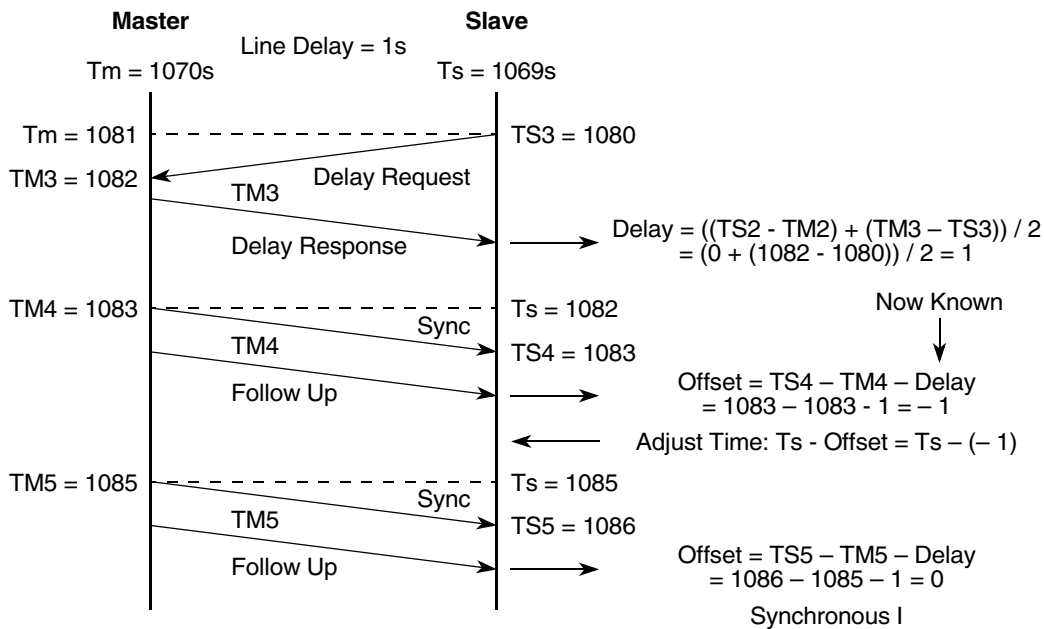 Master
Slave
Line Delay = 1s
Tm = 1070s
Ts = 1069s
Tm = 1081
TS3 = 1080
TM3 = 1082
Delay Request
TM3
Delay Response
Delay = ((TS2 - TM2) + (TM3 – TS3)) / 2
= (0 + (1082 - 1080)) / 2 = 1
TM4 = 1083
Ts = 1082
Now Known
Sync
TM4
TS4 = 1083
Follow Up
Offset = TS4 – TM4 – Delay
= 1083 – 1083 - 1 = – 1
Adjust Time: Ts - Offset = Ts – (– 1)
TM5 = 1085
Ts = 1085
Sync
TM5
TS5 = 1086
Follow Up
Offset = TS5 – TM5 – Delay
= 1086 – 1085 – 1 = 0
Synchronous I